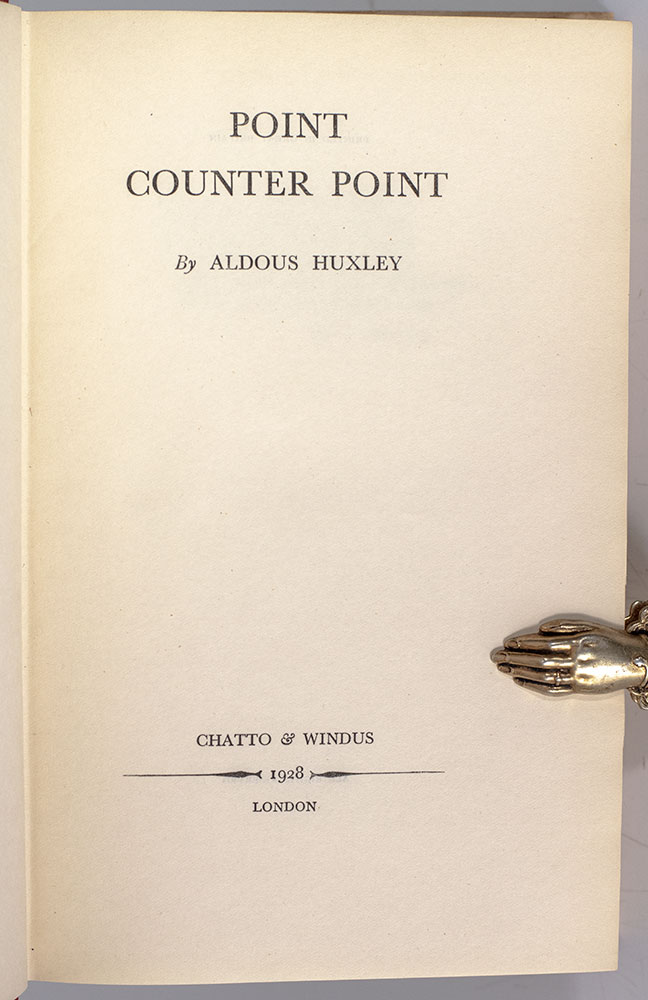 POINT
COUNTER POINT
By ALDOUS HUXLEY
CHATTO & WINDUS
1928
LONDON